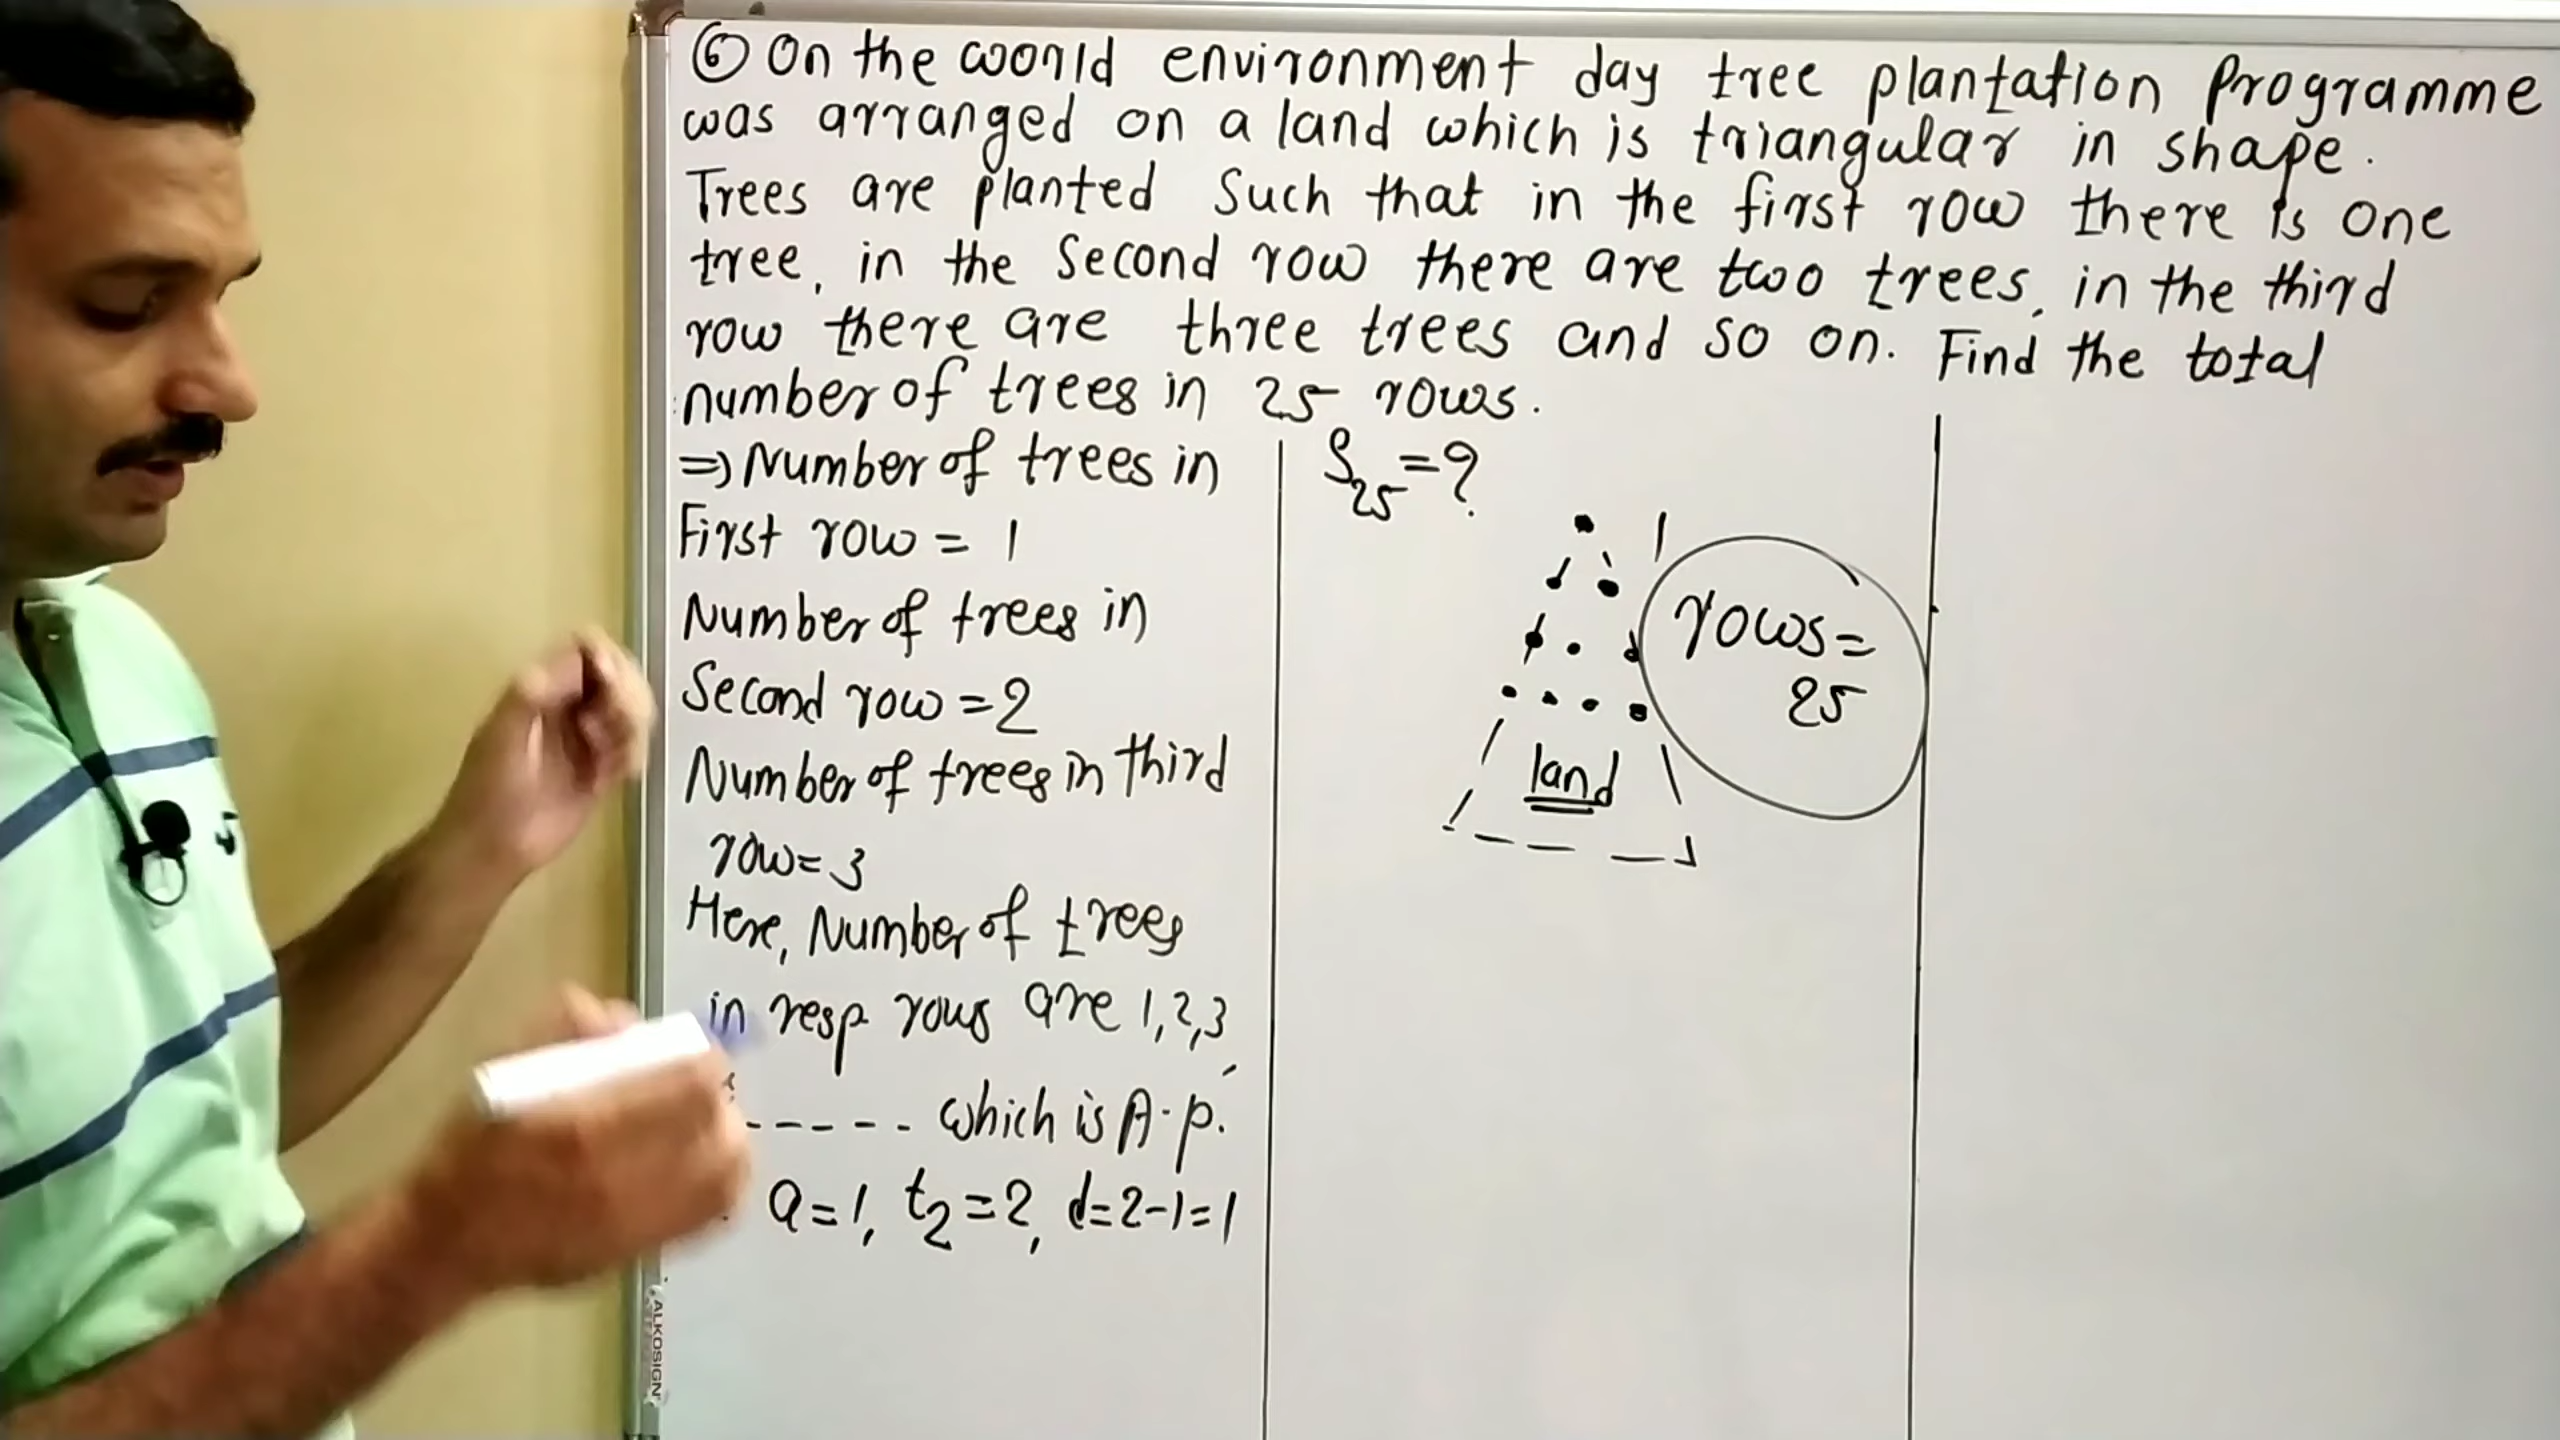 ⑥ On the world environment day tree plantation Programme
was arranged on a land which is triangular in shape.
Trees are planted Such that in the first row there is one
tree, in the Second row there are two trees, in the third
row there are three trees and so on. Find the total
number of trees in 25 rows.
⇒ Number of trees in
First row = 1
Number of trees in
Second row = 2
Number of trees in third
row = 3
Here, Number of trees
in resp. rows are 1, 2, 3,
----- which is A.P.
a = 1, t₂ = 2, d = 2-1 = 1
S₂₅ = ?
rows =
25
land
ALKOSIGN